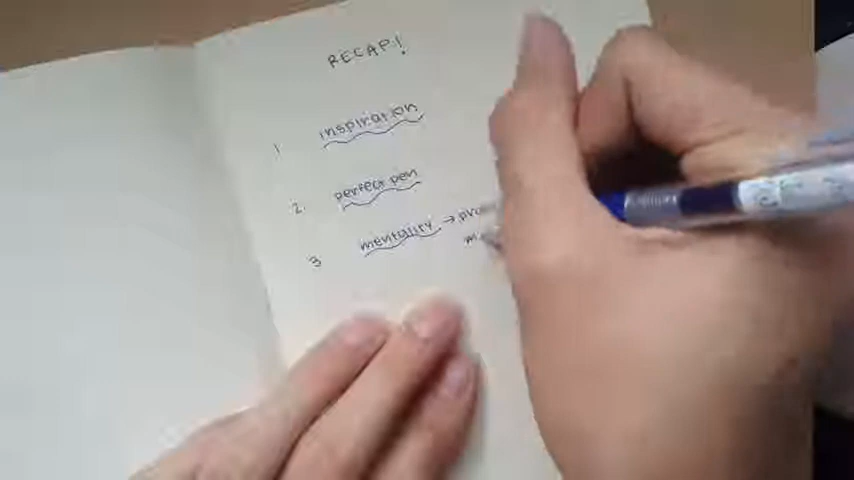 RECAP!
1 inspiration
2. perfect pen
3 mentality →